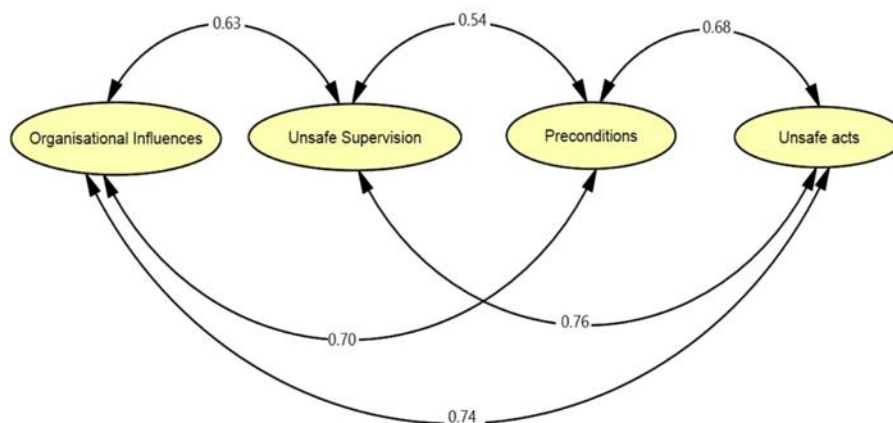 0.63
0.54
0.68
Organisational Influences
Unsafe Supervision
Preconditions
Unsafe acts
0.70
0.76
0.74